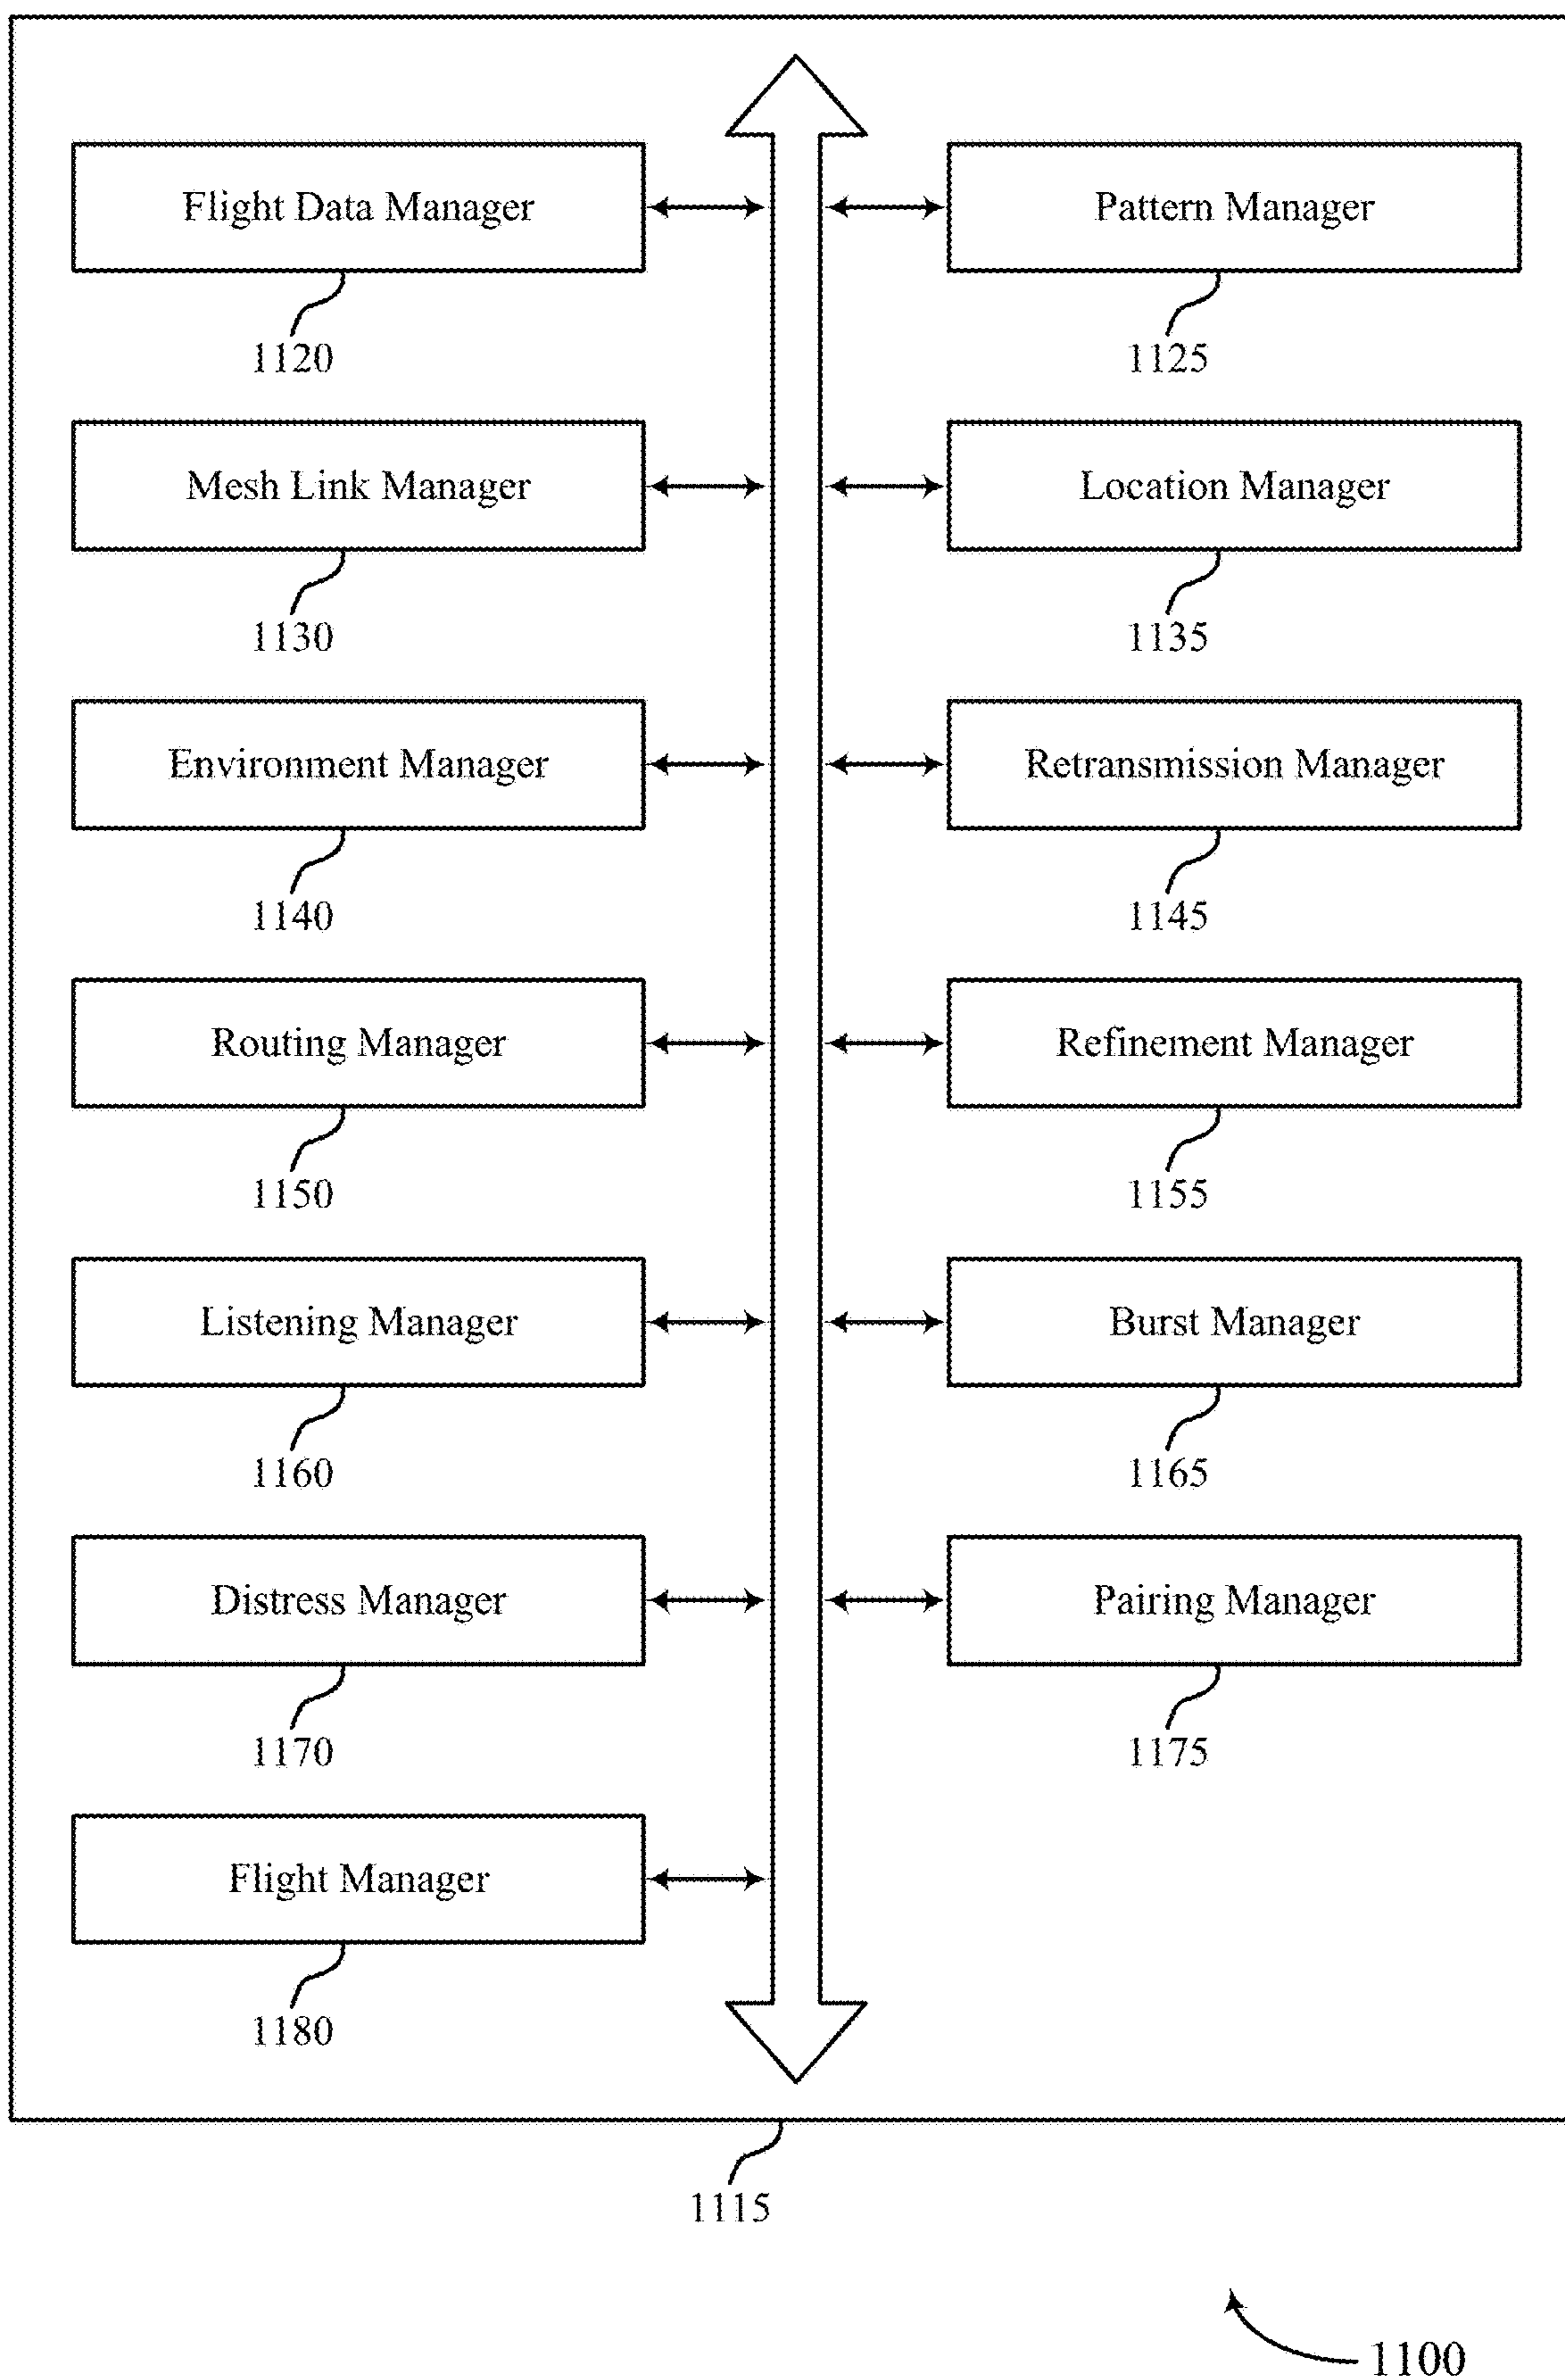 Flight Data Manager
Pattern Manager
1120
1125
Mesh Link Manager
Location Manager
1130
1135
Environment Manager
Retransmission Manager
1140
1145
Routing Manager
Refinement Manager
1150
1155
Listening Manager
Burst Manager
1160
1165
Distress Manager
Pairing Manager
1170
1175
Flight Manager
1180
1115
1100